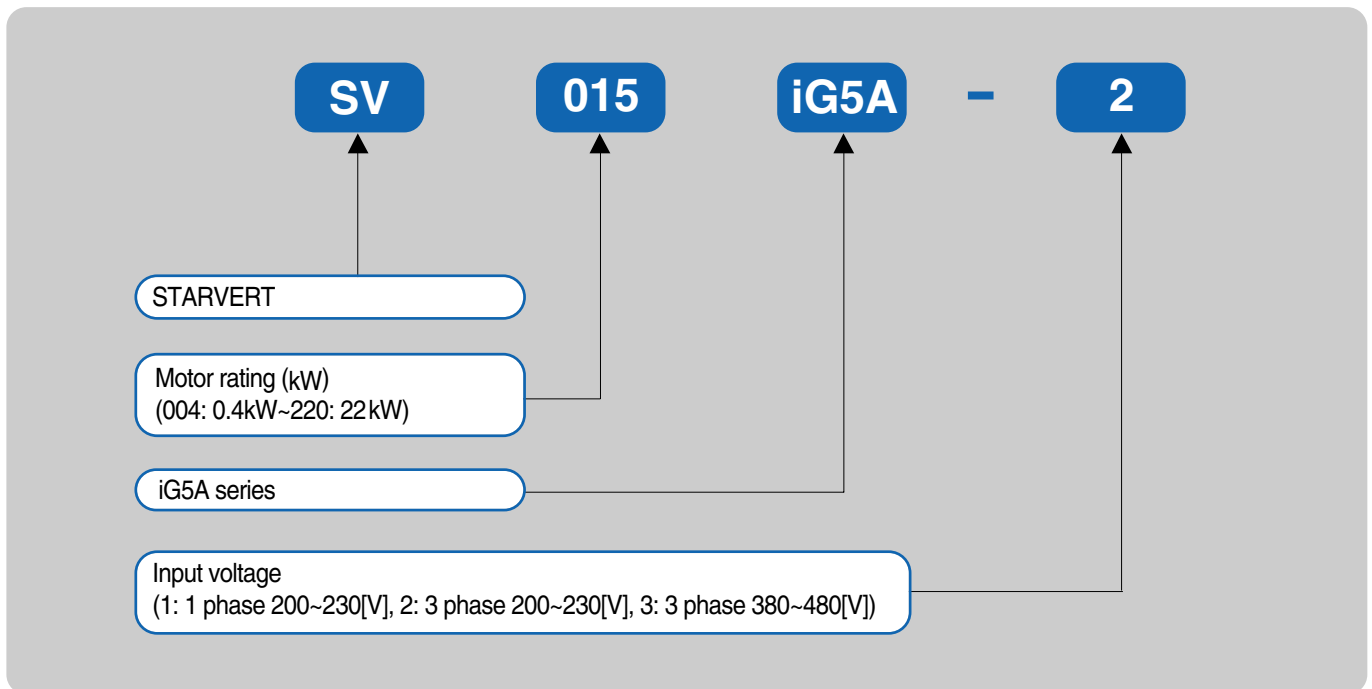 SV 015 iG5A - 2
STARVERT
Motor rating (kW)
(004: 0.4kW~220: 22kW)
iG5A series
Input voltage
(1: 1 phase 200~230[V], 2: 3 phase 200~230[V], 3: 3 phase 380~480[V])